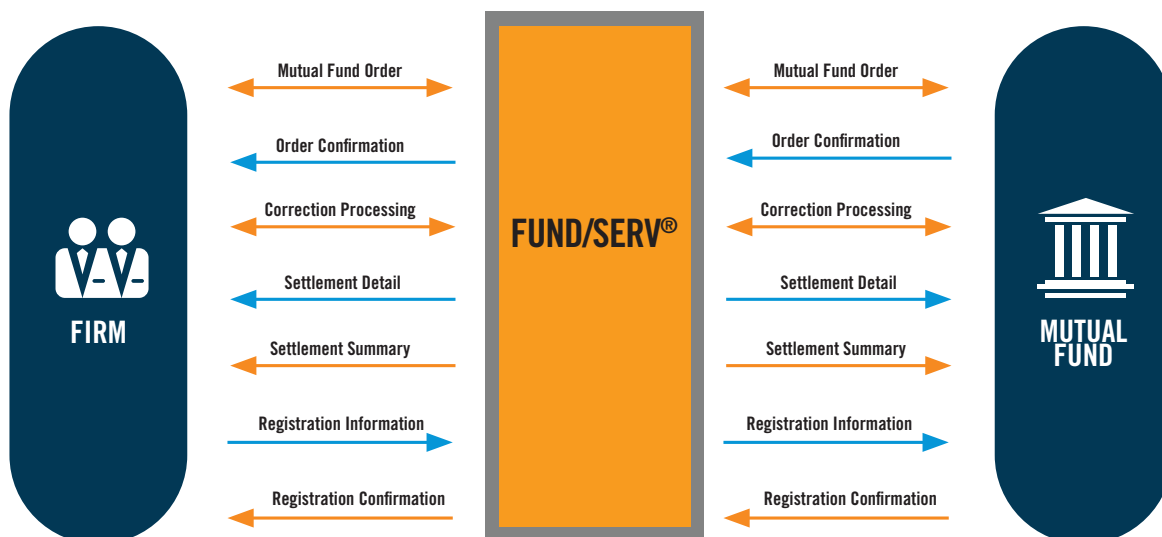 Mutual Fund Order
Order Confirmation
Correction Processing
Settlement Detail
Settlement Summary
Registration Information
Registration Confirmation
FIRM
FUND/SERV®
Mutual Fund Order
Order Confirmation
Correction Processing
Settlement Detail
Settlement Summary
Registration Information
Registration Confirmation
MUTUAL
FUND